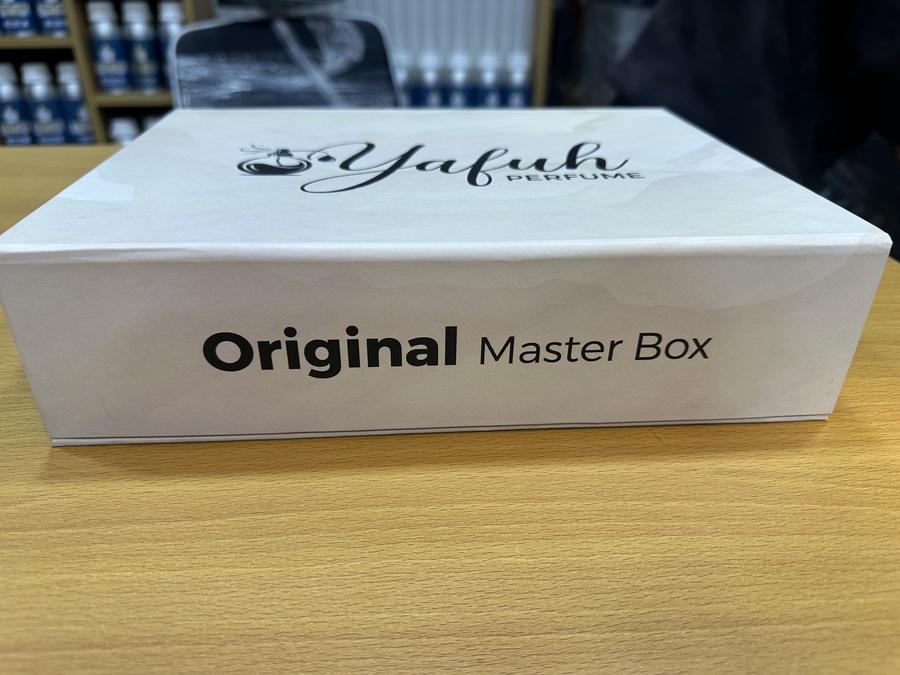 Yafuh
PERFUME
Original Master Box